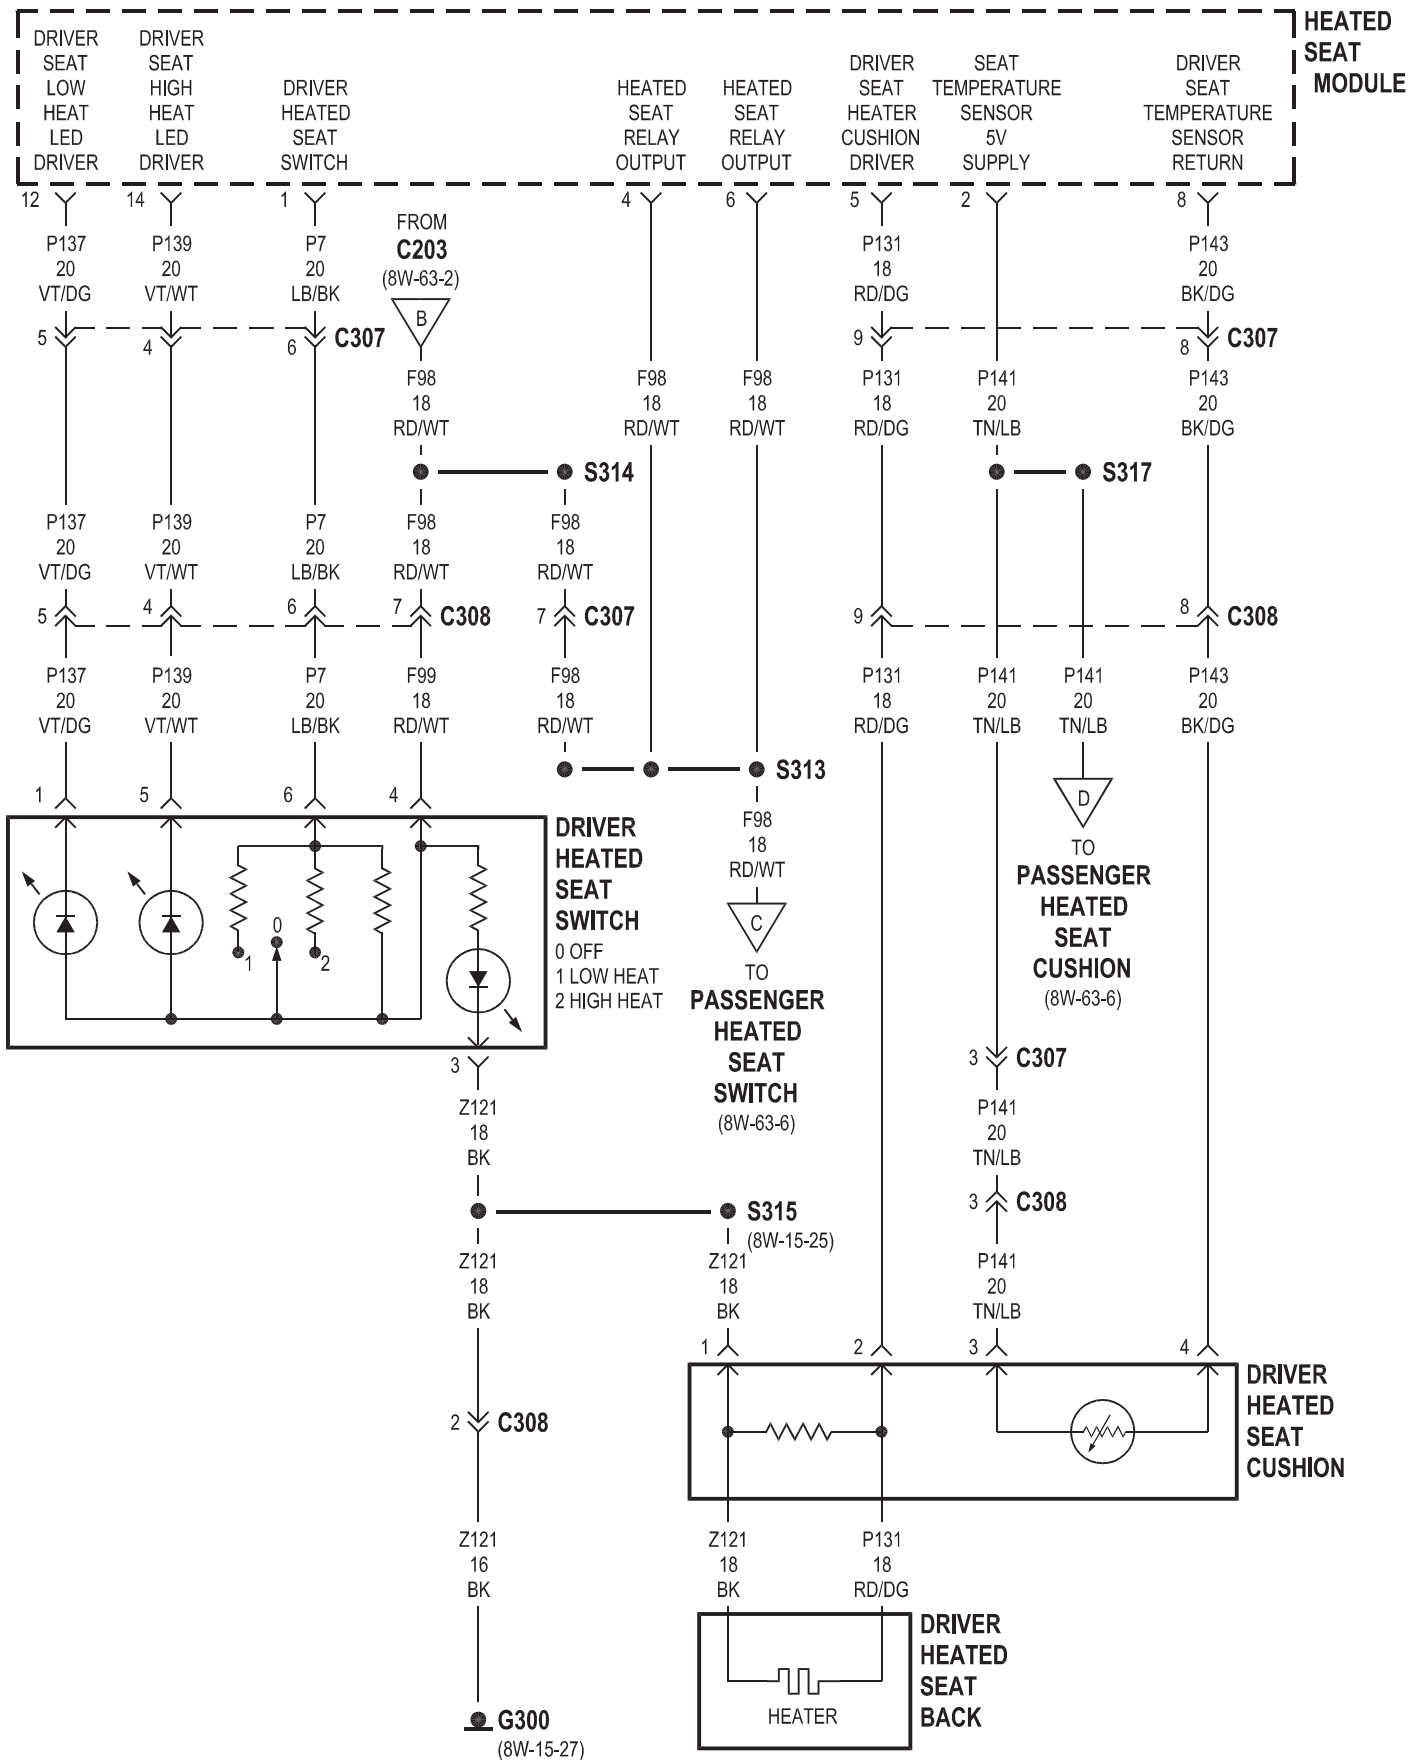 HEATED
SEAT
MODULE
DRIVER
SEAT
LOW
HEAT
LED
DRIVER
DRIVER
SEAT
HIGH
HEAT
LED
DRIVER
DRIVER
HEATED
SEAT
SWITCH
HEATED
SEAT
RELAY
OUTPUT
HEATED
SEAT
RELAY
OUTPUT
DRIVER
SEAT
HEATER
CUSHION
DRIVER
SEAT
TEMPERATURE
SENSOR
5V
SUPPLY
DRIVER
SEAT
TEMPERATURE
SENSOR
RETURN
12
14
1
4
6
5
2
8
P137
20
VT/DG
P139
20
VT/WT
P7
20
LB/BK
FROM
C203
(8W-63-2)
B
P131
18
RD/DG
P143
20
BK/DG
5
4
6
C307
9
8
C307
F98
18
RD/WT
F98
18
RD/WT
F98
18
RD/WT
P131
18
RD/DG
P141
20
TN/LB
P143
20
BK/DG
S314
S317
P137
20
VT/DG
P139
20
VT/WT
P7
20
LB/BK
F98
18
RD/WT
F98
18
RD/WT
5
4
6
7
C308
7
C307
9
8
C308
P137
20
VT/DG
P139
20
VT/WT
P7
20
LB/BK
F99
18
RD/WT
F98
18
RD/WT
P131
18
RD/DG
P141
20
TN/LB
P141
20
TN/LB
P143
20
BK/DG
S313
1
5
6
4
D
TO
PASSENGER
HEATED
SEAT
CUSHION
(8W-63-6)
DRIVER
HEATED
SEAT
SWITCH
0 OFF
1 LOW HEAT
2 HIGH HEAT
0
1
2
F98
18
RD/WT
C
TO
PASSENGER
HEATED
SEAT
SWITCH
(8W-63-6)
3
Z121
18
BK
3
C307
P141
20
TN/LB
3
C308
S315
(8W-15-25)
Z121
18
BK
Z121
18
BK
P141
20
TN/LB
1
2
3
4
DRIVER
HEATED
SEAT
CUSHION
2
C308
Z121
16
BK
Z121
18
BK
P131
18
RD/DG
HEATER
DRIVER
HEATED
SEAT
BACK
G300
(8W-15-27)